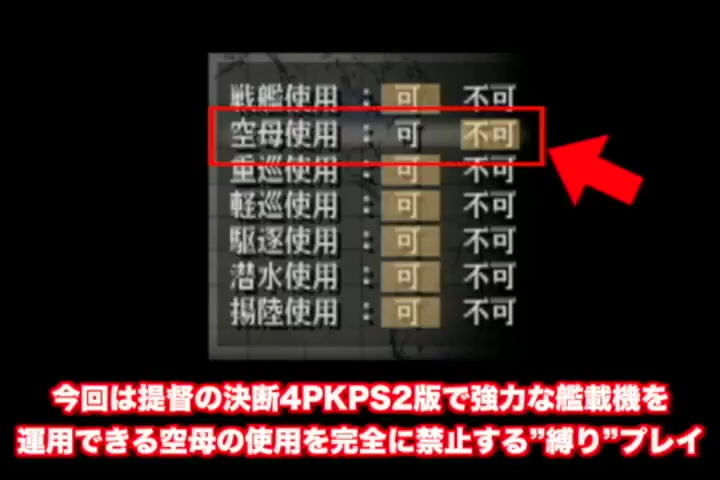 戦艦使用 : 可 不可
空母使用 : 可 不可
重巡使用 : 可 不可
軽巡使用 : 可 不可
駆逐使用 : 可 不可
潜水使用 : 可 不可
揚陸使用 : 可 不可
今回は提督の決断4PKPS2版で強力な艦載機を
運用できる空母の使用を完全に禁止する”縛り”プレイ